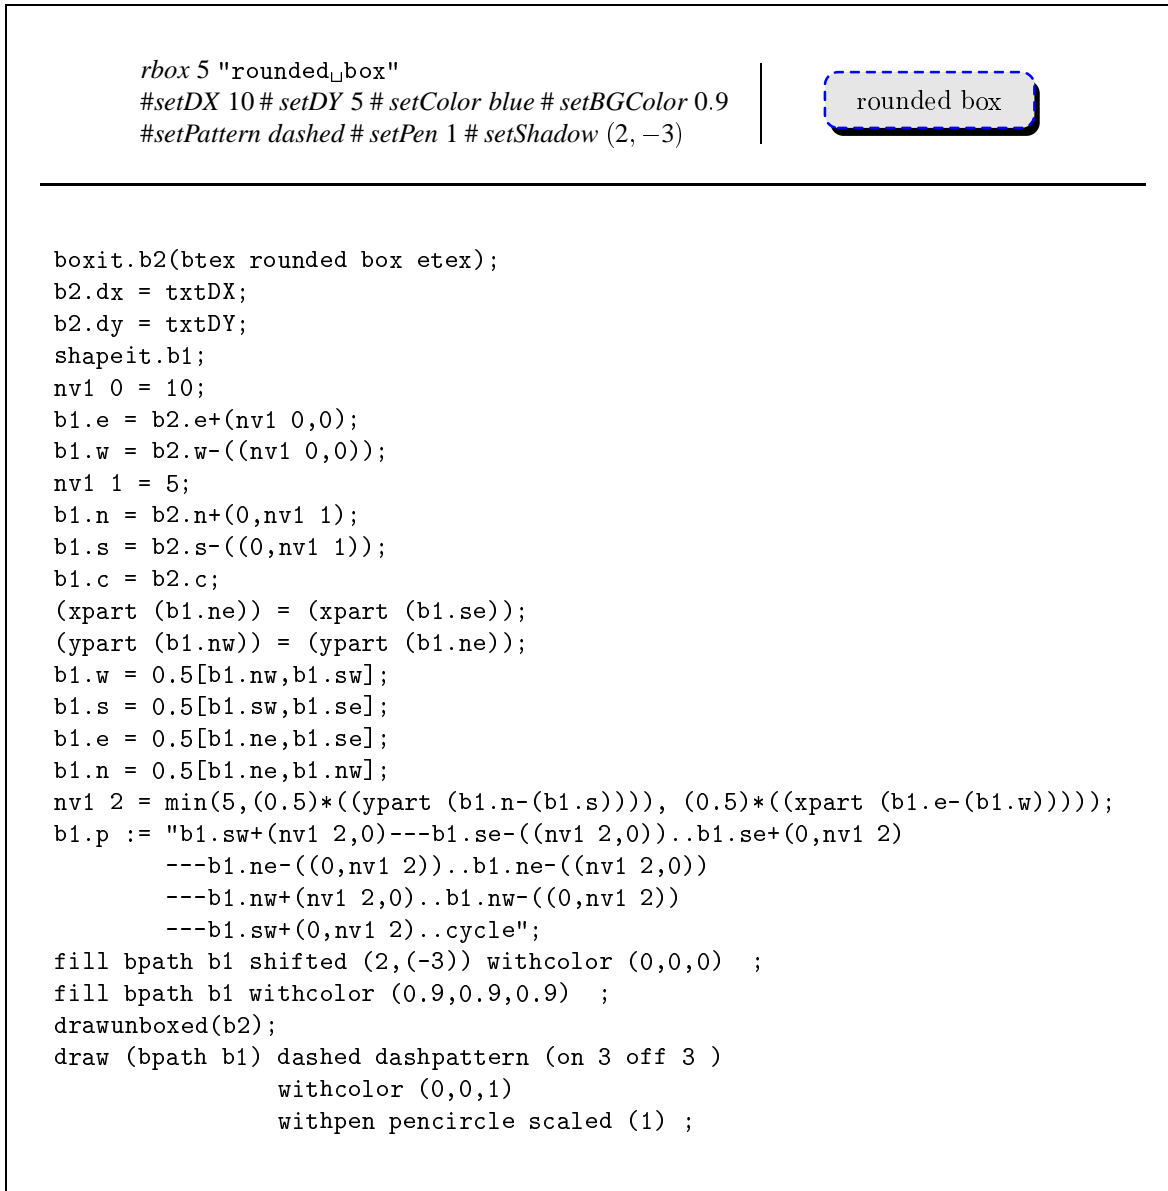 rbox 5 "rounded␣box"
#setDX 10 # setDY 5 # setColor blue # setBGColor 0.9
#setPattern dashed # setPen 1 # setShadow (2, −3)
rounded box
boxit.b2(btex rounded box etex);
b2.dx = txtDX;
b2.dy = txtDY;
shapeit.b1;
nv1 0 = 10;
b1.e = b2.e+(nv1 0,0);
b1.w = b2.w-((nv1 0,0));
nv1 1 = 5;
b1.n = b2.n+(0,nv1 1);
b1.s = b2.s-((0,nv1 1));
b1.c = b2.c;
(xpart (b1.ne)) = (xpart (b1.se));
(ypart (b1.nw)) = (ypart (b1.ne));
b1.w = 0.5[b1.nw,b1.sw];
b1.s = 0.5[b1.sw,b1.se];
b1.e = 0.5[b1.ne,b1.se];
b1.n = 0.5[b1.ne,b1.nw];
nv1 2 = min(5,(0.5)*((ypart (b1.n-(b1.s)))), (0.5)*((xpart (b1.e-(b1.w)))));
b1.p := "b1.sw+(nv1 2,0)---b1.se-((nv1 2,0))..b1.se+(0,nv1 2)
---b1.ne-((0,nv1 2))..b1.ne-((nv1 2,0))
---b1.nw+(nv1 2,0)..b1.nw-((0,nv1 2))
---b1.sw+(0,nv1 2)..cycle";
fill bpath b1 shifted (2,(-3)) withcolor (0,0,0)  ;
fill bpath b1 withcolor (0.9,0.9,0.9)  ;
drawunboxed(b2);
draw (bpath b1) dashed dashpattern (on 3 off 3 )
withcolor (0,0,1)
withpen pencircle scaled (1) ;